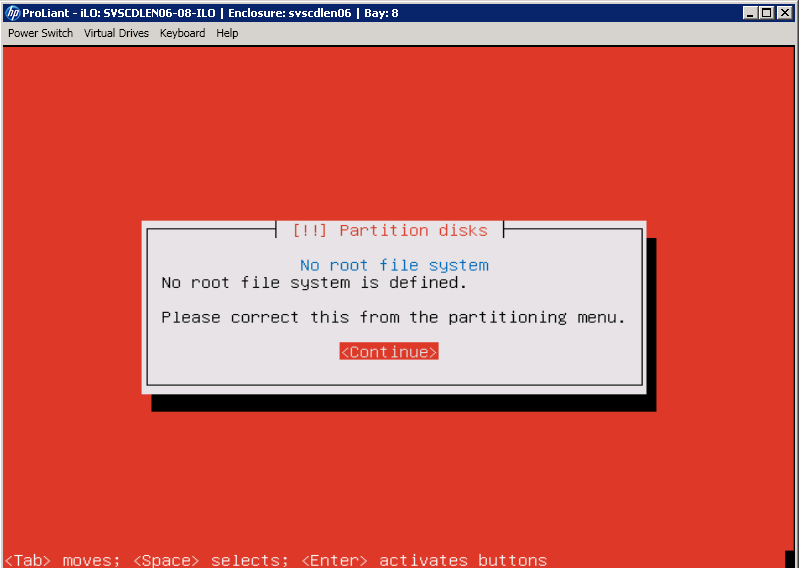 hp ProLiant - iLO: SVSCDLEN06-08-ILO | Enclosure: svscdlen06 | Bay: 8
Power Switch Virtual Drives Keyboard Help
[!!] Partition disks
No root file system
No root file system is defined.
Please correct this from the partitioning menu.
<Continue>
<Tab> moves; <Space> selects; <Enter> activates buttons